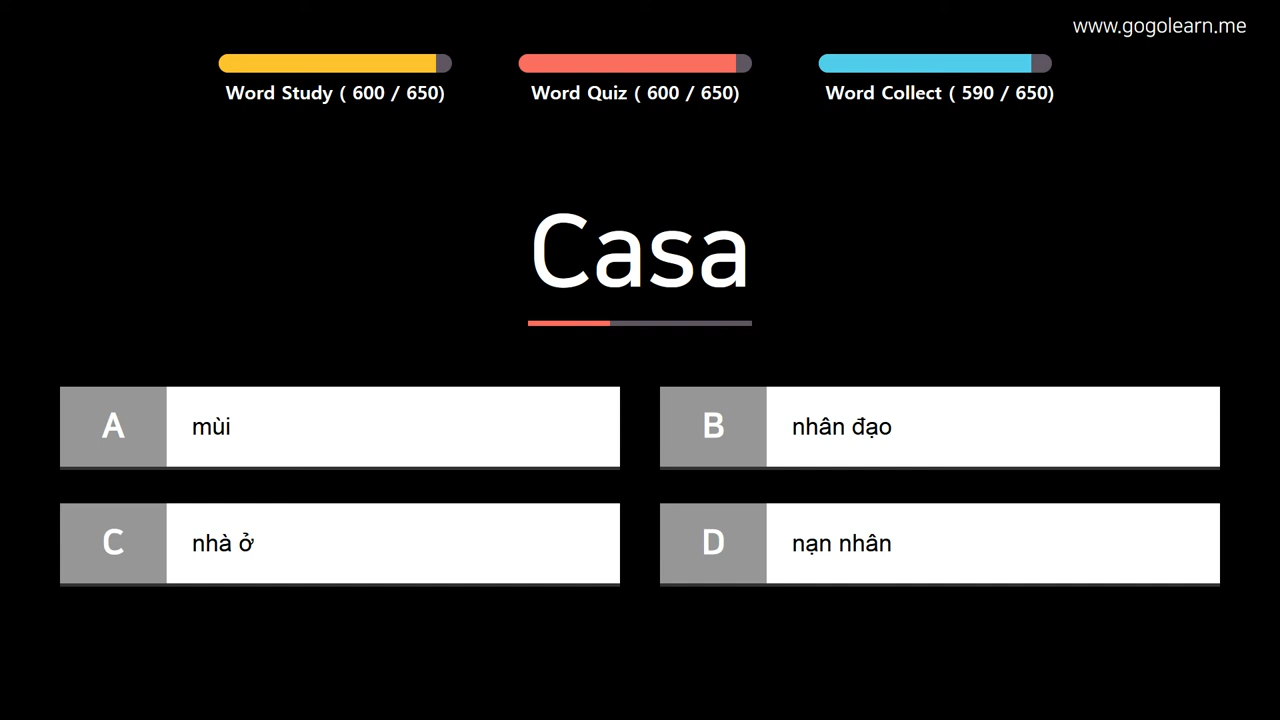 www.gogolearn.me
Word Study ( 600 / 650)
Word Quiz ( 600 / 650)
Word Collect ( 590 / 650)
Casa
A
mùi
B
nhân đạo
C
nhà ở
D
nạn nhân